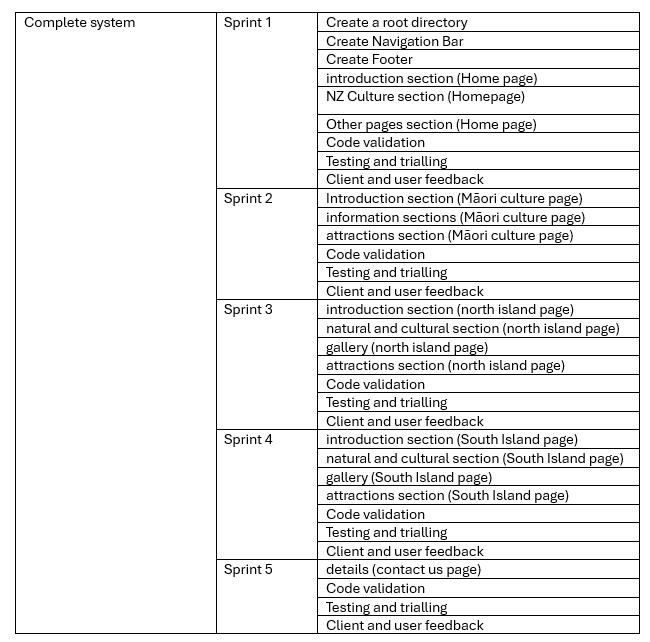 Complete system
Sprint 1
Create a root directory
Create Navigation Bar
Create Footer
introduction section (Home page)
NZ Culture section (Homepage)
Other pages section (Home page)
Code validation
Testing and trialling
Client and user feedback
Sprint 2
Introduction section (Māori culture page)
information sections (Māori culture page)
attractions section (Māori culture page)
Code validation
Testing and trialling
Client and user feedback
Sprint 3
introduction section (north island page)
natural and cultural section (north island page)
gallery (north island page)
attractions section (north island page)
Code validation
Testing and trialling
Client and user feedback
Sprint 4
introduction section (South Island page)
natural and cultural section (South Island page)
gallery (South Island page)
attractions section (South Island page)
Code validation
Testing and trialling
Client and user feedback
Sprint 5
details (contact us page)
Code validation
Testing and trialling
Client and user feedback